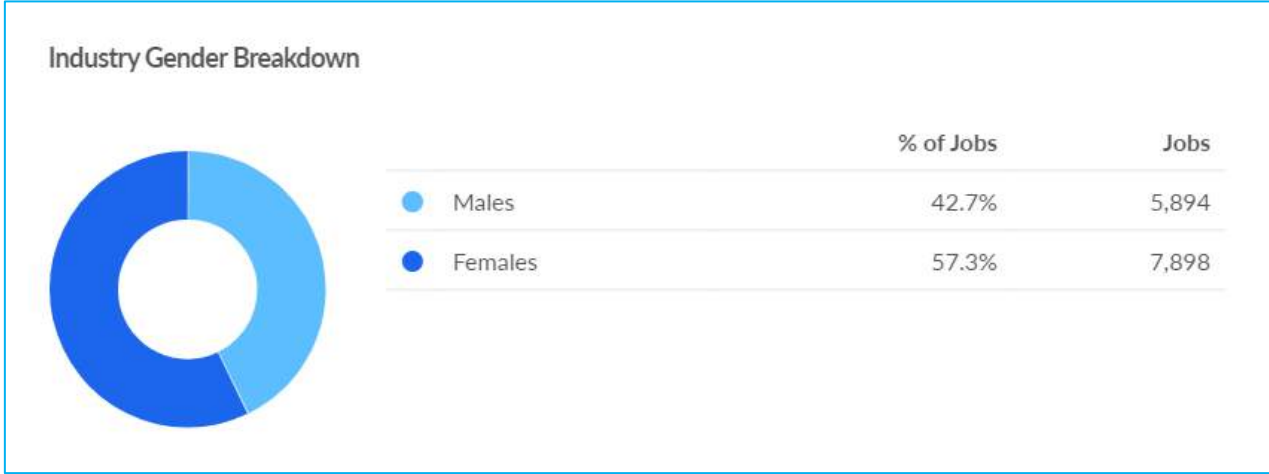 Industry Gender Breakdown
% of Jobs Jobs
Males 42.7% 5,894
Females 57.3% 7,898